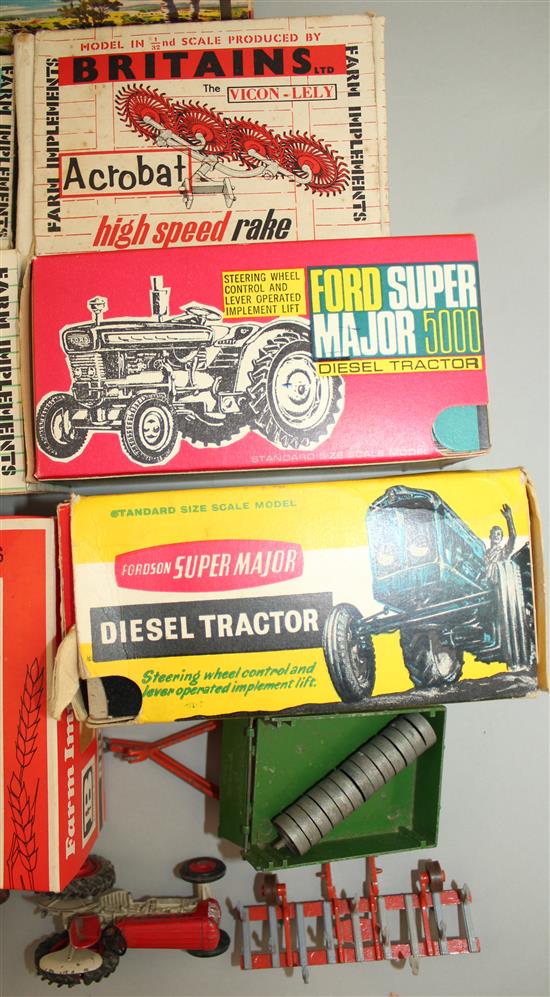 MODEL IN 1/32nd SCALE PRODUCED BY
BRITAINS LTD
The VICON-LELY
FARM IMPLEMENTS
FARM IMPLEMENTS
Acrobat
high speed rake
FARM IMPLEMENTS
FARM IMPLEMENTS
STEERING WHEEL
CONTROL AND
LEVER OPERATED
IMPLEMENT LIFT
FORD SUPER
MAJOR 5000
DIESEL TRACTOR
STANDARD SIZE SCALE MODEL
STANDARD SIZE SCALE MODEL
FORDSON SUPER MAJOR
DIESEL TRACTOR
Steering wheel control and
lever operated implement lift.
Farm Im